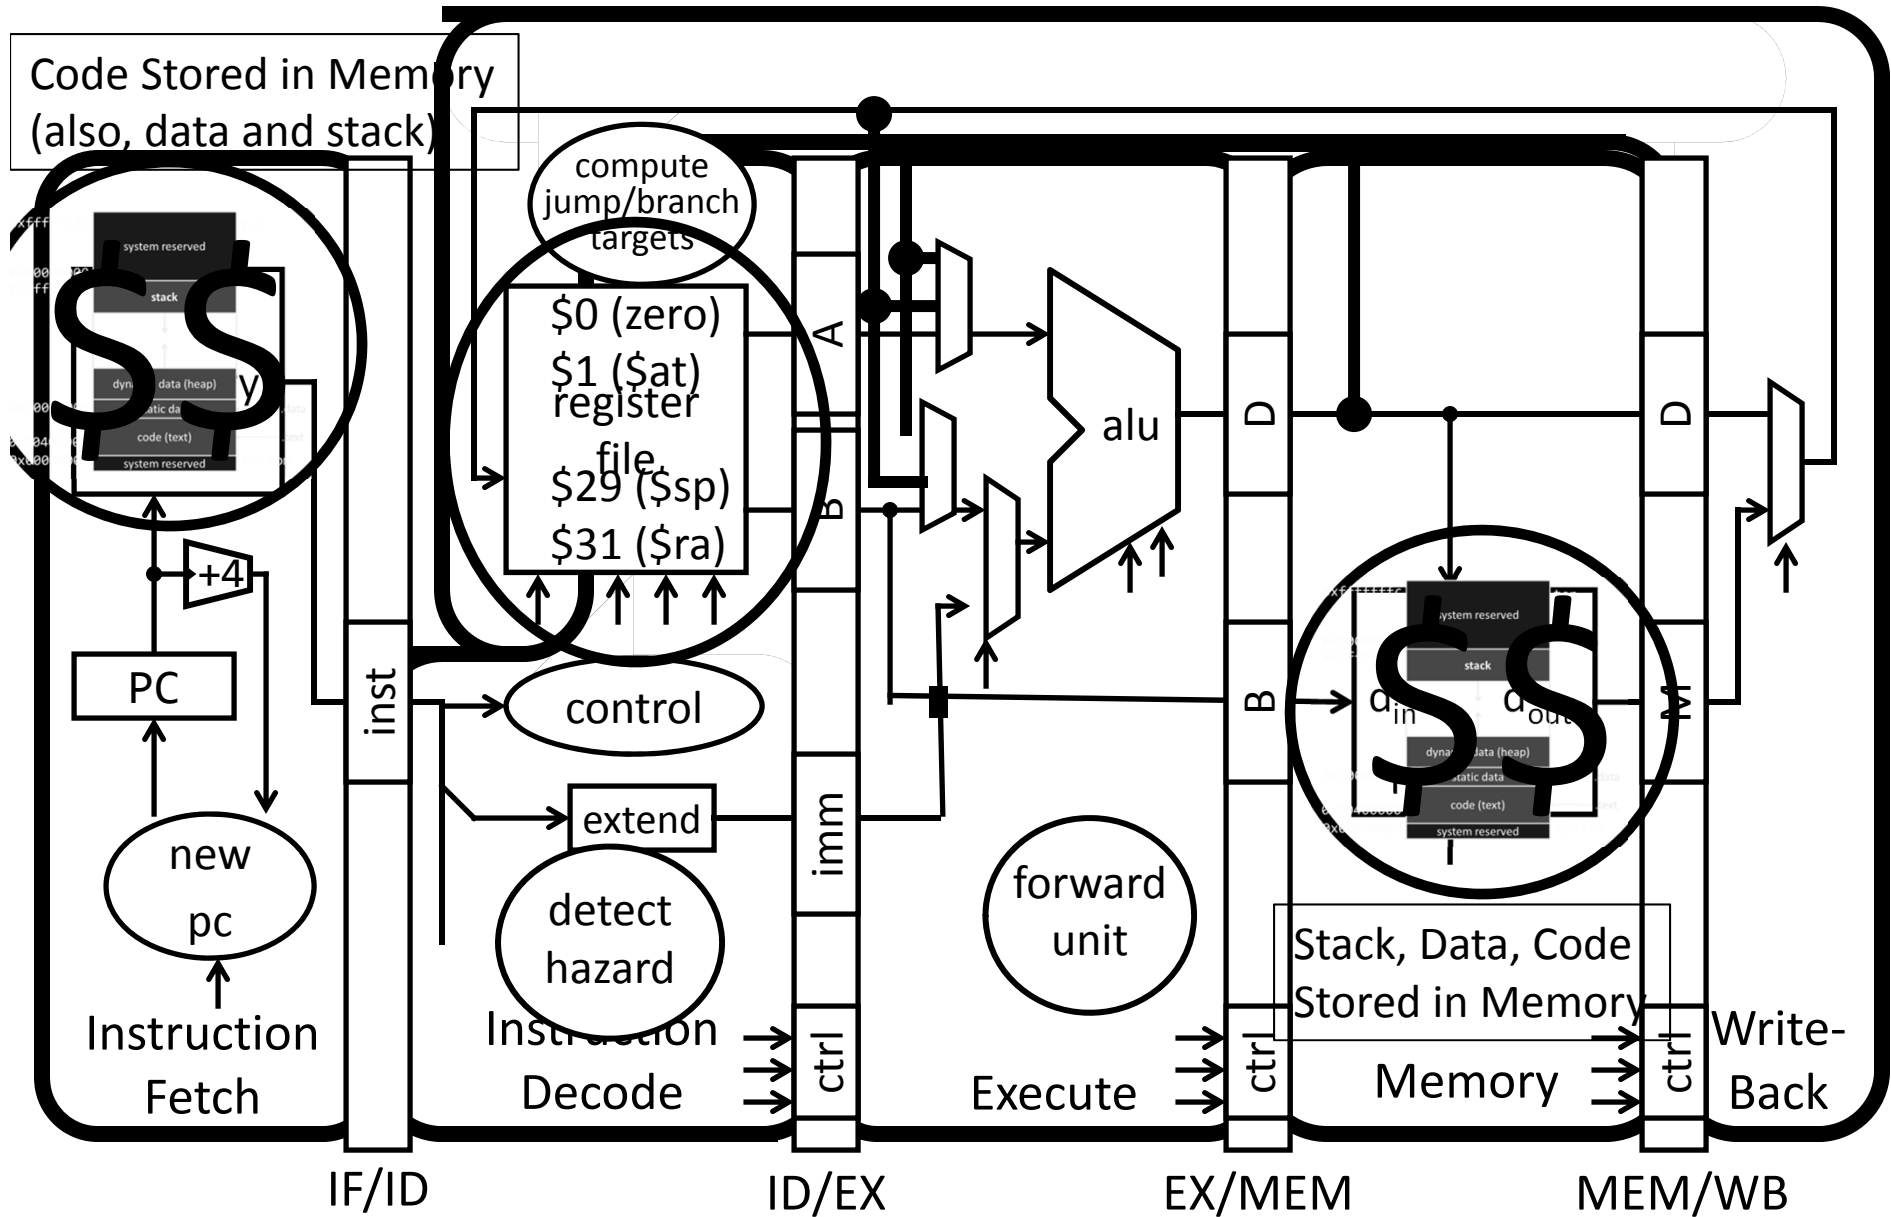 Code Stored in Memory
(also, data and stack)
compute
jump/branch
targets
system reserved
stack
$$
data (heap)
code (text)
system reserved
$0 (zero)
$1 ($at)
register
file
$29 ($sp)
$31 ($ra)
A
B
alu
D
D
+4
PC
inst
control
B
system reserved
stack
$$
din
dout
M
data (heap)
static data
code (text)
system reserved
new
pc
extend
imm
detect
hazard
forward
unit
Stack, Data, Code
Stored in Memory
Instruction
Fetch
Instruction
Decode
ctrl
Execute
ctrl
Memory
ctrl
Write-
Back
IF/ID
ID/EX
EX/MEM
MEM/WB